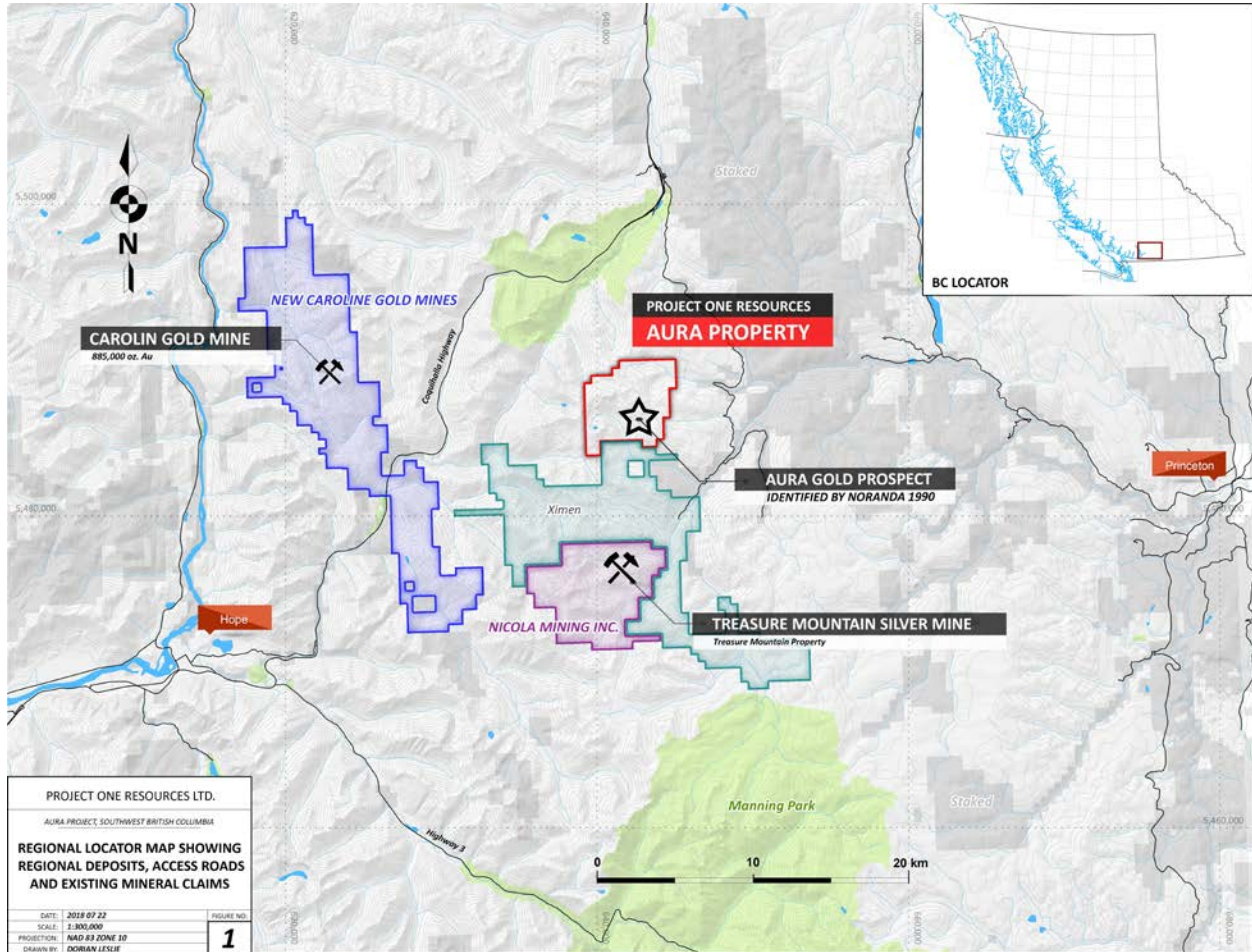 620,000
640,000
5,500,000
N
Staked
BC LOCATOR
NEW CAROLINE GOLD MINES
CAROLIN GOLD MINE
885,000 oz. Au
Coquihalla Highway
PROJECT ONE RESOURCES
AURA PROPERTY
AURA GOLD PROSPECT
IDENTIFIED BY NORANDA 1990
Princeton
5,480,000
Ximen
Hope
NICOLA MINING INC.
TREASURE MOUNTAIN SILVER MINE
Treasure Mountain Property
Manning Park
Staked
5,460,000
Highway 3
0 10 20 km
PROJECT ONE RESOURCES LTD.
AURA PROJECT, SOUTHWEST BRITISH COLUMBIA
REGIONAL LOCATOR MAP SHOWING
REGIONAL DEPOSITS, ACCESS ROADS
AND EXISTING MINERAL CLAIMS
DATE: 2018 07 22
FIGURE NO:
SCALE: 1:300,000
1
PROJECTION: NAD 83 ZONE 10
DRAWN BY: DORIAN LESLIE